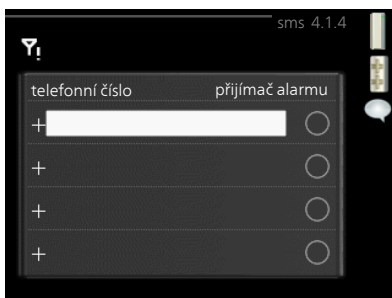 sms 4.1.4
telefonní číslo přijímač alarmu
+
+
+
+